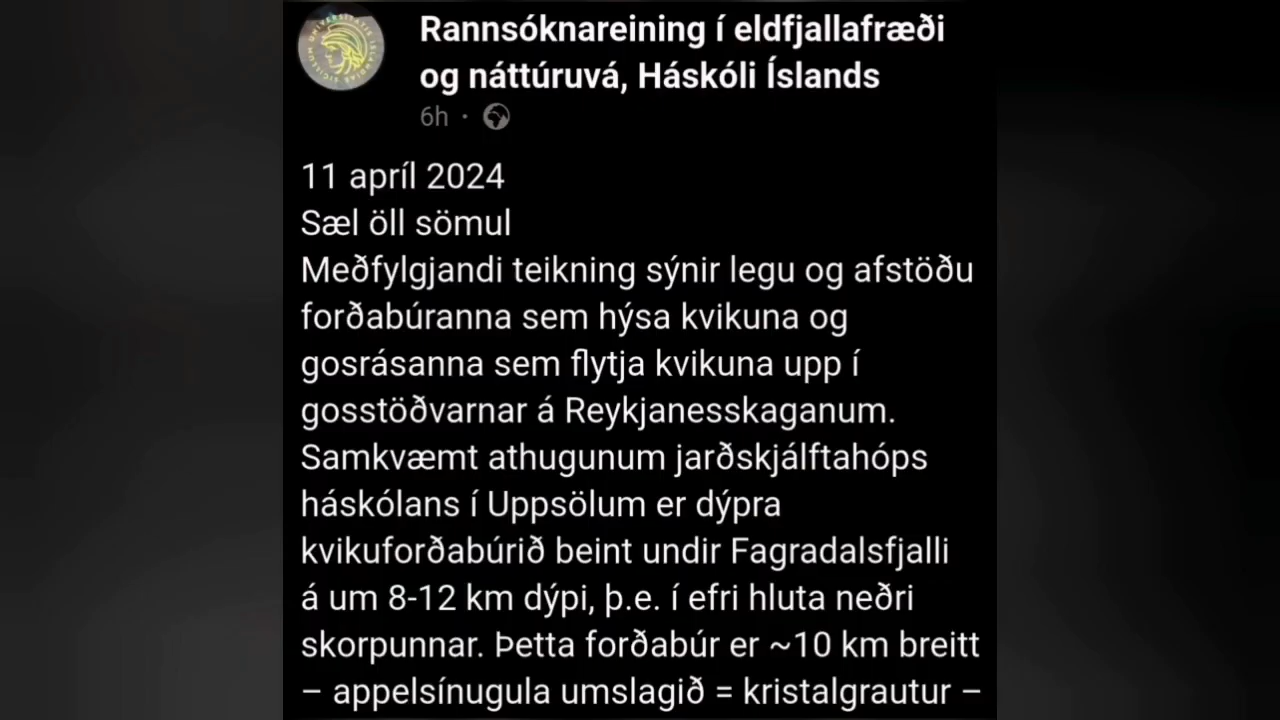 Rannsóknareining í eldfjallafræði
og náttúruvá, Háskóli Íslands
6h ·
11 apríl 2024
Sæl öll sömul
Meðfylgjandi teikning sýnir legu og afstöðu
forðabúranna sem hýsa kvikuna og
gosrásanna sem flytja kvikuna upp í
gosstöðvarnar á Reykjanesskaganum.
Samkvæmt athugunum jarðskjálftahóps
háskólans í Uppsölum er dýpra
kvikuforðabúrið beint undir Fagradalsfjalli
á um 8-12 km dýpi, þ.e. í efri hluta neðri
skorpunnar. Þetta forðabúr er ~10 km breitt
– appelsínugula umslagið = kristalgrautur –